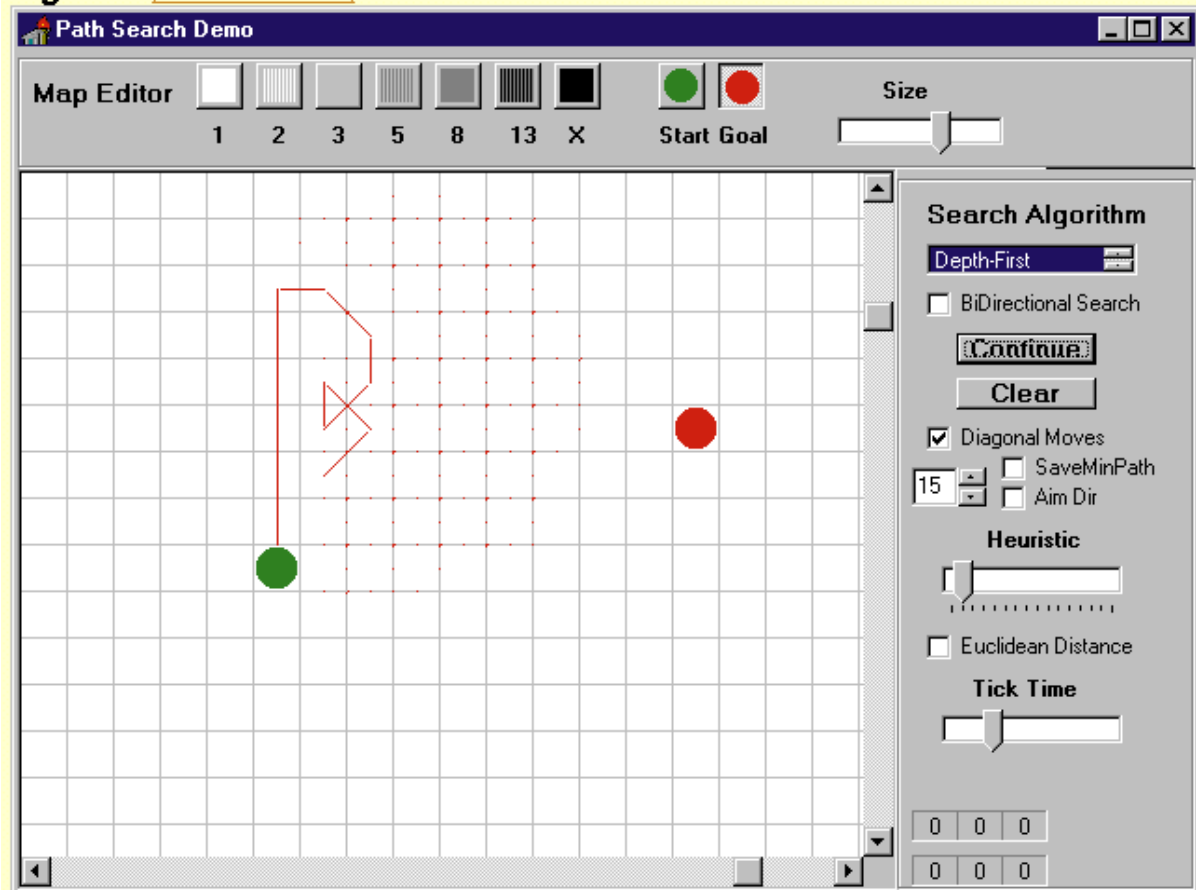 Path Search Demo
Map Editor
1 2 3 5 8 13 X
Start Goal
Size
Search Algorithm
Depth-First
BiDirectional Search
Continue
Clear
Diagonal Moves
15
SaveMinPath
Aim Dir
Heuristic
Euclidean Distance
Tick Time
0 0 0
0 0 0